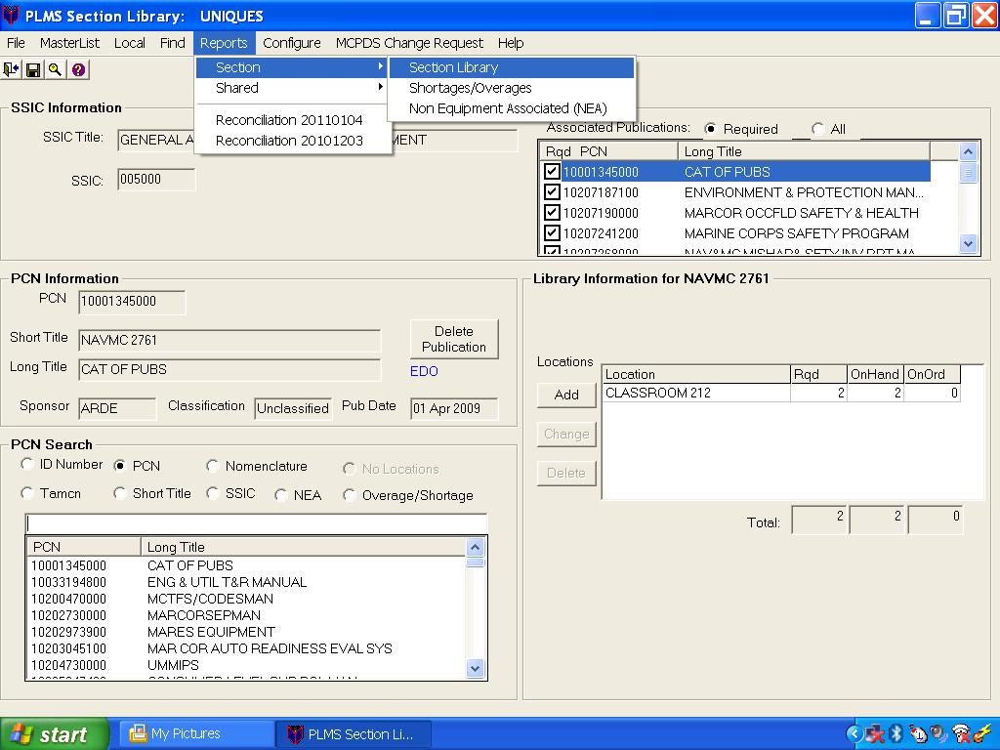 PLMS Section Library: UNIQUES
File MasterList Local Find Reports Configure MCPDS Change Request Help
Section
Shared
Reconciliation 20110104
Reconciliation 20101203
Section Library
Shortages/Overages
Non Equipment Associated (NEA)
SSIC Information
SSIC Title: GENERAL A MENT
SSIC: 005000
Associated Publications: Required All
Rqd PCN Long Title
10001345000 CAT OF PUBS
10207187100 ENVIRONMENT & PROTECTION MAN...
10207190000 MARCOR OCCFLD SAFETY & HEALTH
10207241200 MARINE CORPS SAFETY PROGRAM
PCN Information
PCN 10001345000
Short Title NAVMC 2761
Long Title CAT OF PUBS
Delete
Publication
EDO
Sponsor ARDE Classification Unclassified Pub Date 01 Apr 2009
Library Information for NAVMC 2761
Locations
Location Rqd OnHand OnOrd
CLASSROOM 212 2 2 0
Add
Change
Delete
Total: 2 2 0
PCN Search
ID Number PCN Nomenclature No Locations
Tamcn Short Title SSIC NEA Overage/Shortage
PCN Long Title
10001345000 CAT OF PUBS
10033194800 ENG & UTIL T&R MANUAL
10200470000 MCTFS/CODESMAN
10202730000 MARCORSEPMAN
10202973900 MARES EQUIPMENT
10203045100 MAR COR AUTO READINESS EVAL SYS
10204730000 UMMIPS
start My Pictures PLMS Section Li...